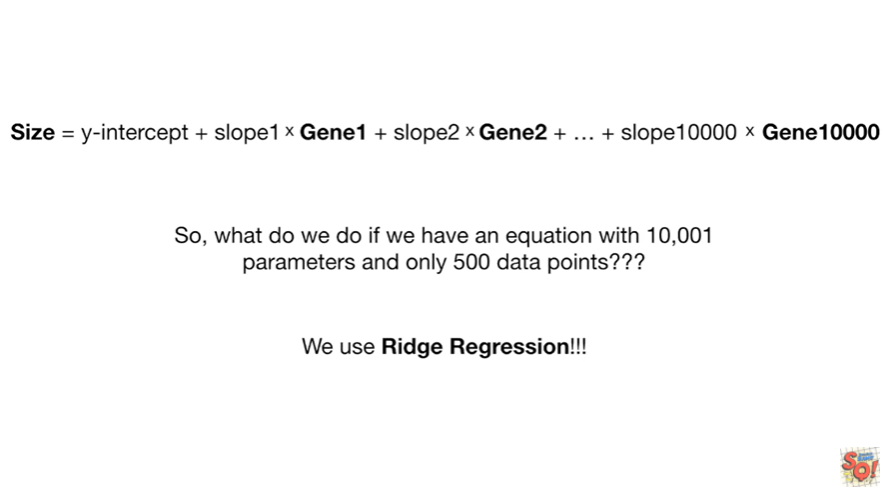 Size = y-intercept + slope1 x Gene1 + slope2 x Gene2 + … + slope10000 x Gene10000
So, what do we do if we have an equation with 10,001
parameters and only 500 data points???
We use Ridge Regression!!!
SQ!